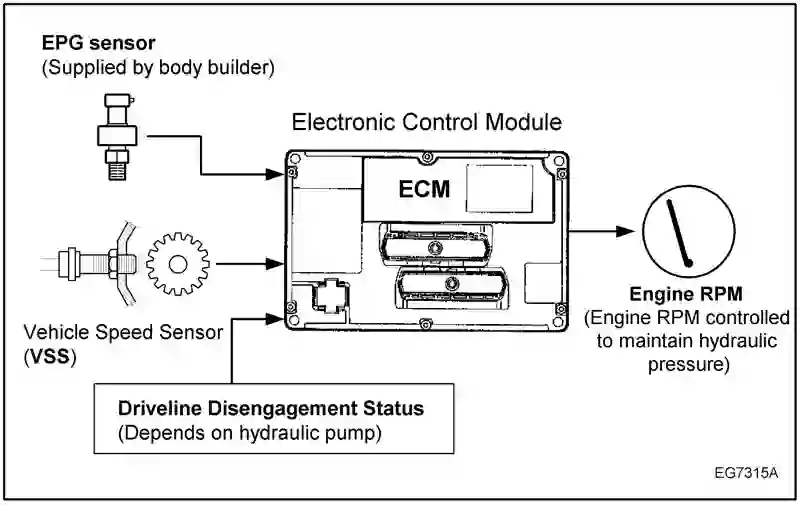 EPG sensor
(Supplied by body builder)
Electronic Control Module
ECM
Vehicle Speed Sensor
(VSS)
Engine RPM
(Engine RPM controlled
to maintain hydraulic
pressure)
Driveline Disengagement Status
(Depends on hydraulic pump)
EG7315A